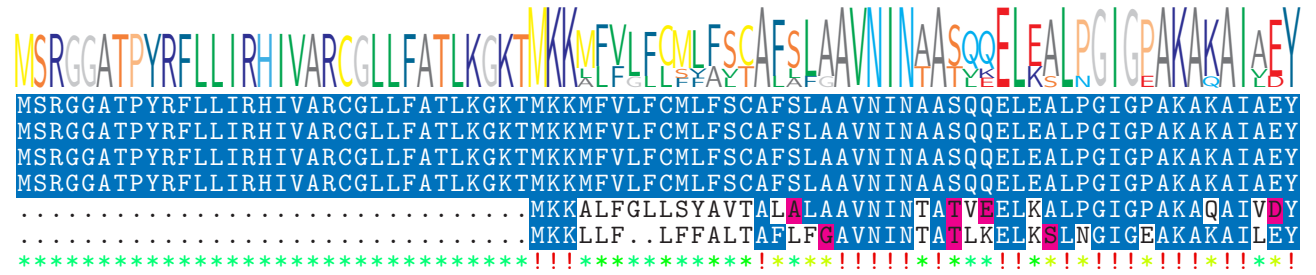 MSRGGATPYRFLLIRHIVARCGLLFATLKGKTMKKMFVLFCMLFSCAFSLAAVNINAASQQELEALPGIGPAKAKAIAEY
MSRGGATPYRFLLIRHIVARCGLLFATLKGKTMKKMFVLFCMLFSCAFSLAAVNINAASQQELEALPGIGPAKAKAIAEY
MSRGGATPYRFLLIRHIVARCGLLFATLKGKTMKKMFVLFCMLFSCAFSLAAVNINAASQQELEALPGIGPAKAKAIAEY
MSRGGATPYRFLLIRHIVARCGLLFATLKGKTMKKMFVLFCMLFSCAFSLAAVNINAASQQELEALPGIGPAKAKAIAEY
MSRGGATPYRFLLIRHIVARCGLLFATLKGKTMKKMFVLFCMLFSCAFSLAAVNINAASQQELEALPGIGPAKAKAIAEY
................................MKKALFGLLSYAVTALALAAVNINTATVEELKALPGIGPAKAQAIVDY
................................MKKLLF..LFFALTAFLFGAVNINTATLKELKSLNGIGEAKAKAILEY
********************************!!!***********!****!!!!!*!***!!**!*!!!*!!!*!!**!